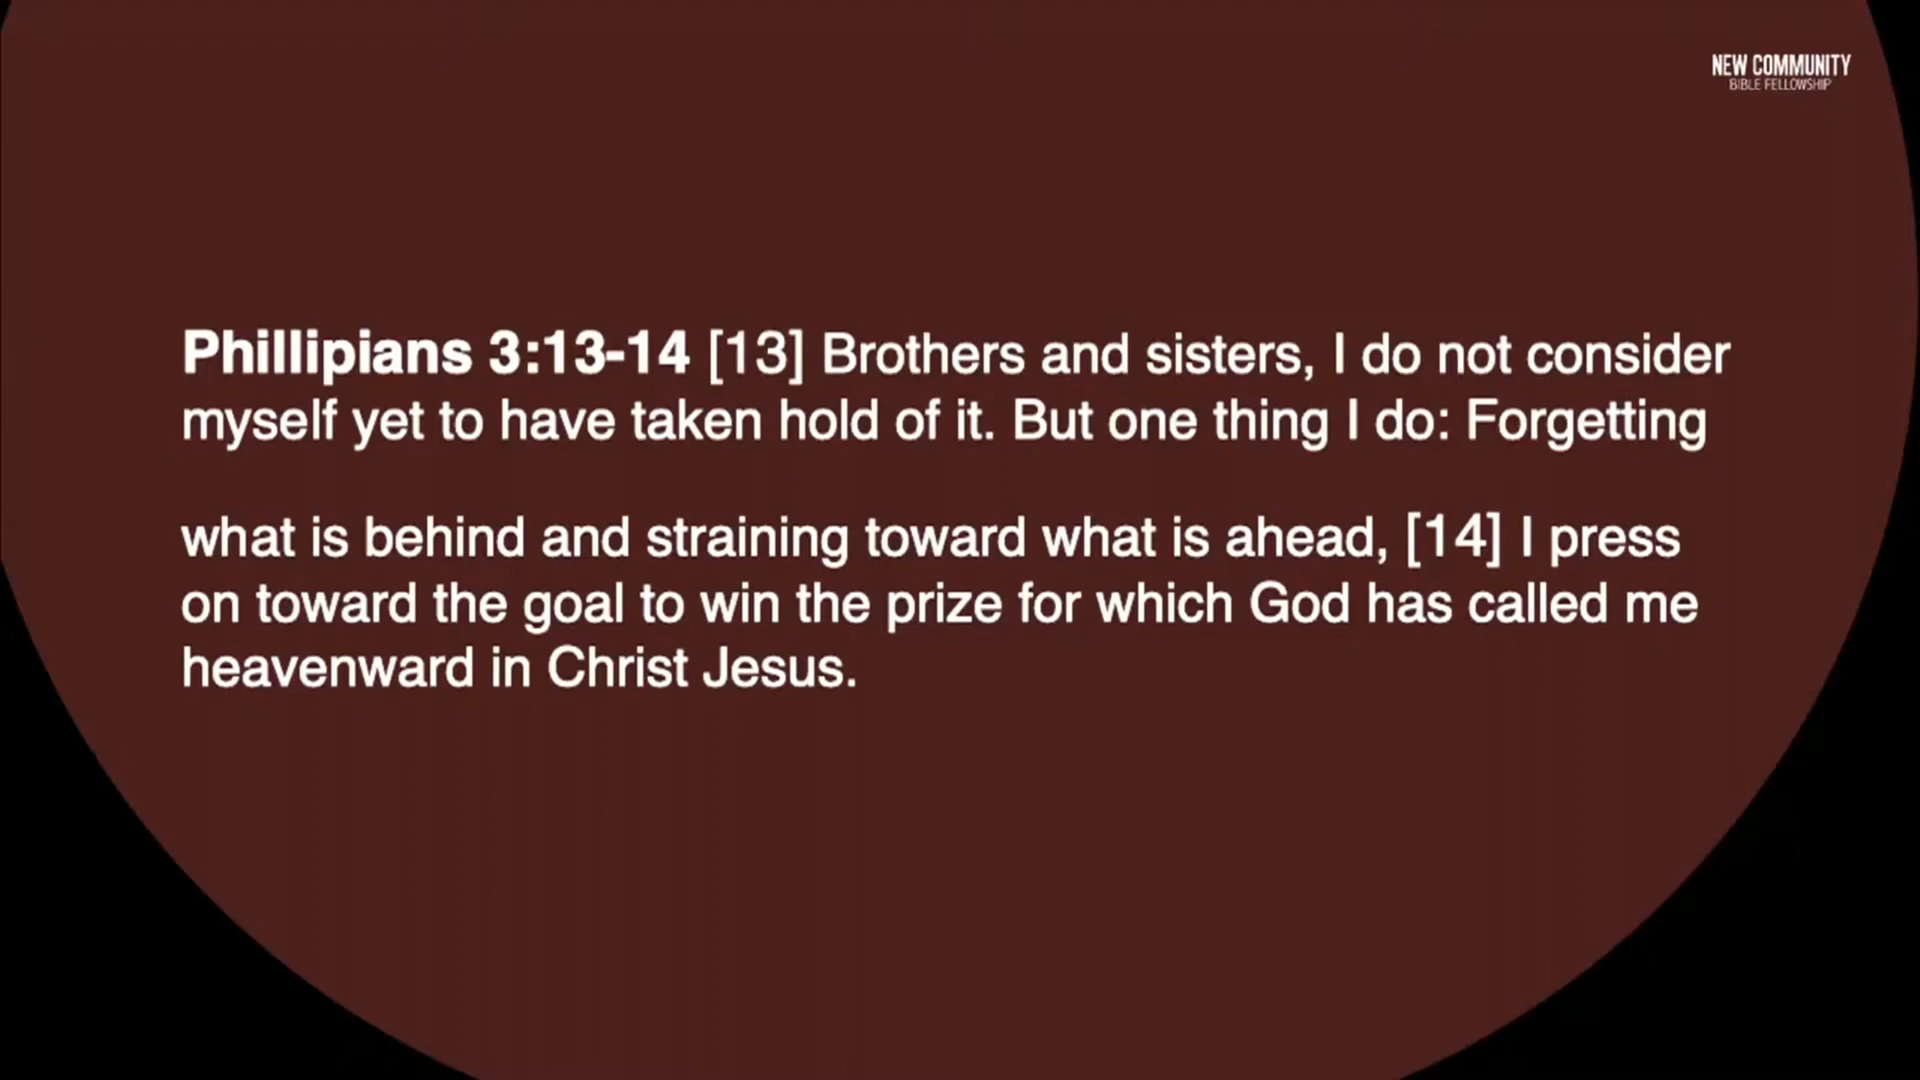 NEW COMMUNITY
BIBLE FELLOWSHIP
Phillipians 3:13-14 [13] Brothers and sisters, I do not consider
myself yet to have taken hold of it. But one thing I do: Forgetting
what is behind and straining toward what is ahead, [14] I press
on toward the goal to win the prize for which God has called me
heavenward in Christ Jesus.